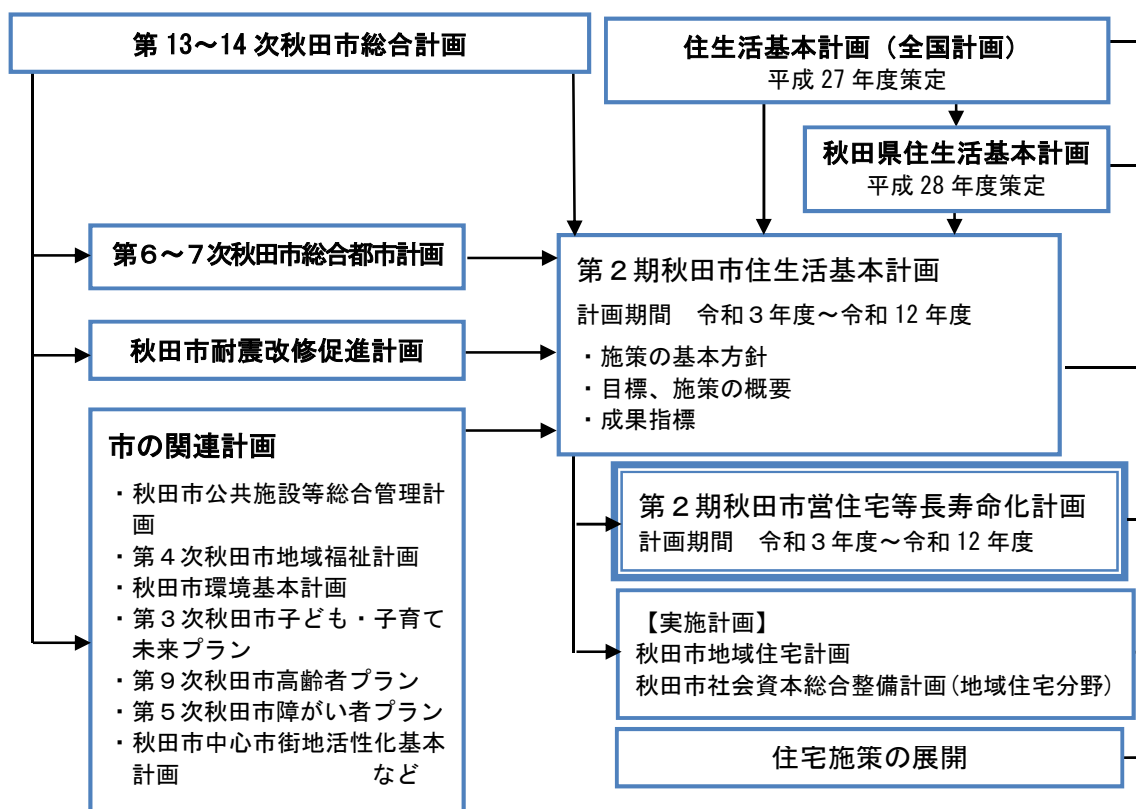 第13～14次秋田市総合計画
住生活基本計画（全国計画）
平成27年度策定
秋田県住生活基本計画
平成28年度策定
第６～７次秋田市総合都市計画
秋田市耐震改修促進計画
市の関連計画
・秋田市公共施設等総合管理計
画
・第４次秋田市地域福祉計画
・秋田市環境基本計画
・第３次秋田市子ども・子育て
未来プラン
・第９次秋田市高齢者プラン
・第５次秋田市障がい者プラン
・秋田市中心市街地活性化基本
計画　など
第２期秋田市住生活基本計画
計画期間　令和３年度～令和12年度
・施策の基本方針
・目標、施策の概要
・成果指標
第２期秋田市営住宅等長寿命化計画
計画期間　令和３年度～令和12年度
【実施計画】
秋田市地域住宅計画
秋田市社会資本総合整備計画(地域住宅分野)
住宅施策の展開